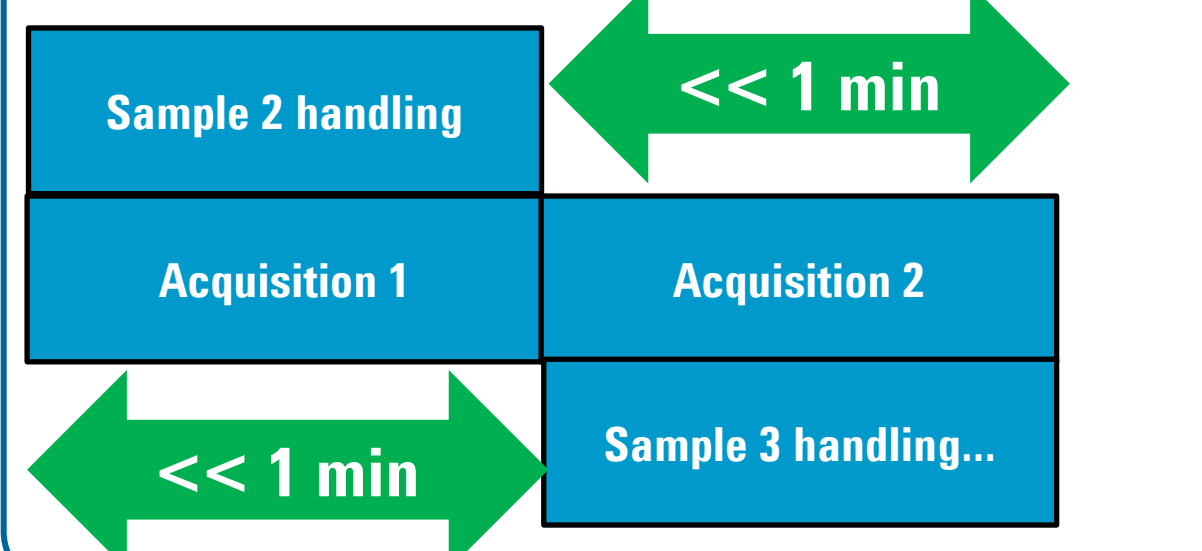 << 1 min
Sample 2 handling
Acquisition 1
Acquisition 2
Sample 3 handling...
<< 1 min